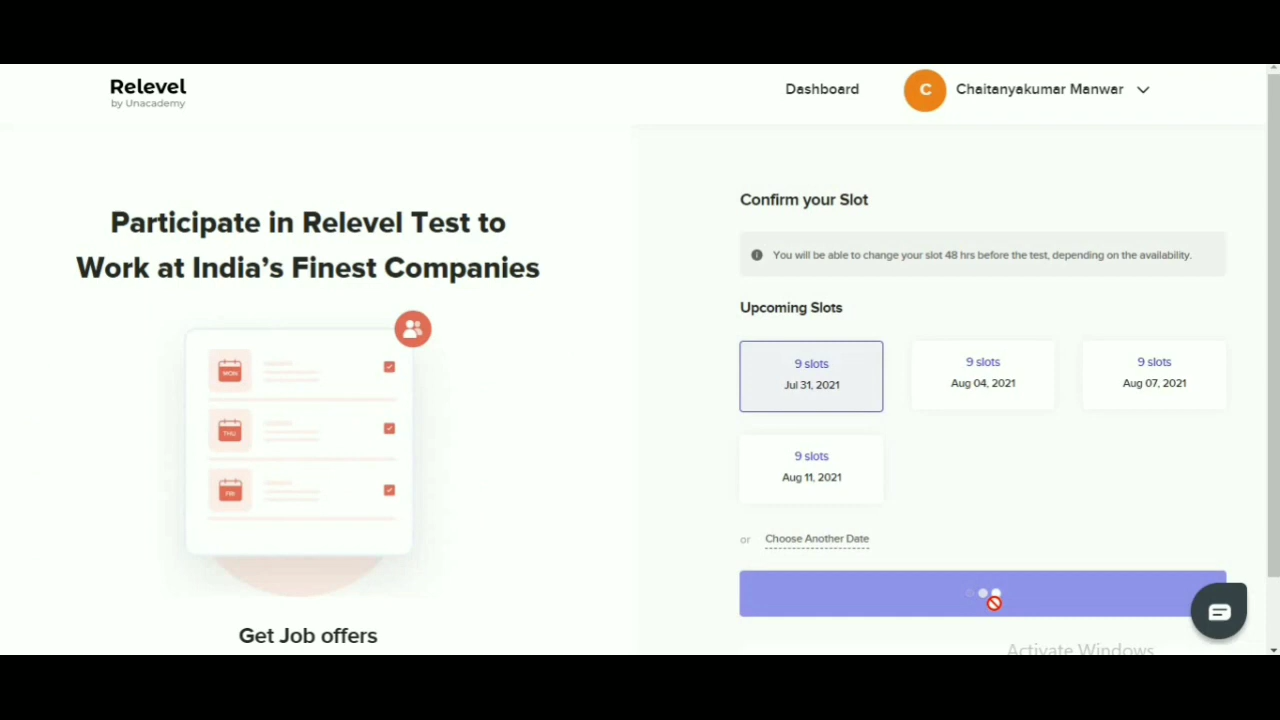 Relevel
by Unacademy
Dashboard
C
Chaitanyakumar Manwar
Participate in Relevel Test to
Work at India's Finest Companies
MON
THU
FRI
Get Job offers
Confirm your Slot
You will be able to change your slot 48 hrs before the test, depending on the availability.
Upcoming Slots
9 slots
Jul 31, 2021
9 slots
Aug 04, 2021
9 slots
Aug 07, 2021
9 slots
Aug 11, 2021
or Choose Another Date
Activate Windows